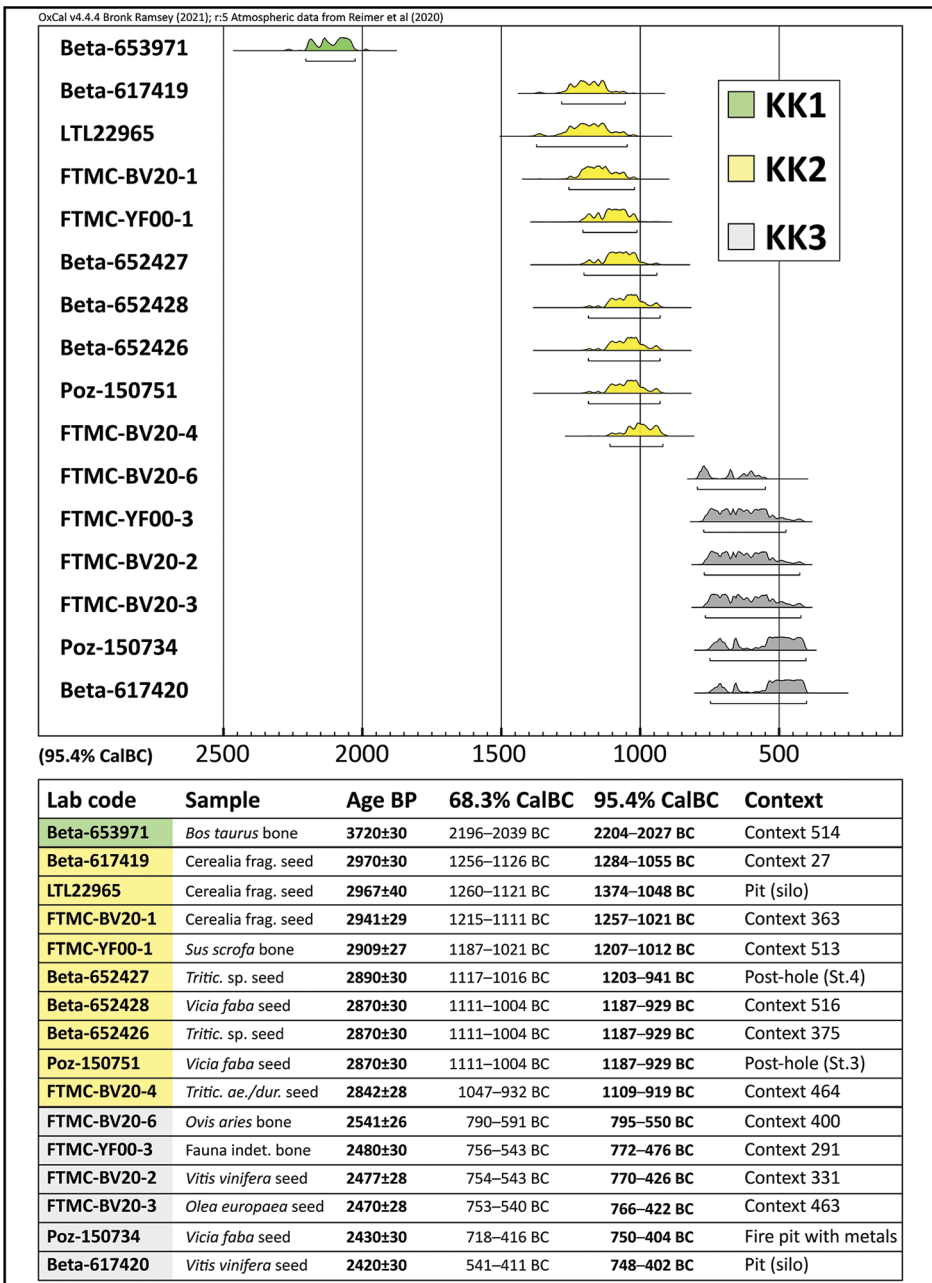 OxCal v4.4.4 Bronk Ramsey (2021); r:5 Atmospheric data from Reimer et al (2020)
Beta-653971
Beta-617419
LTL22965
FTMC-BV20-1
FTMC-YF00-1
Beta-652427
Beta-652428
Beta-652426
Poz-150751
FTMC-BV20-4
FTMC-BV20-6
FTMC-YF00-3
FTMC-BV20-2
FTMC-BV20-3
Poz-150734
Beta-617420
KK1
KK2
KK3
(95.4% CalBC) 2500 2000 1500 1000 500
Lab code Sample Age BP 68.3% CalBC 95.4% CalBC Context
Beta-653971 Bos taurus bone 3720±30 2196–2039 BC 2204–2027 BC Context 514
Beta-617419 Cerealia frag. seed 2970±30 1256–1126 BC 1284–1055 BC Context 27
LTL22965 Cerealia frag. seed 2967±40 1260–1121 BC 1374–1048 BC Pit (silo)
FTMC-BV20-1 Cerealia frag. seed 2941±29 1215–1111 BC 1257–1021 BC Context 363
FTMC-YF00-1 Sus scrofa bone 2909±27 1187–1021 BC 1207–1012 BC Context 513
Beta-652427 Tritic. sp. seed 2890±30 1117–1016 BC 1203–941 BC Post-hole (St.4)
Beta-652428 Vicia faba seed 2870±30 1111–1004 BC 1187–929 BC Context 516
Beta-652426 Tritic. sp. seed 2870±30 1111–1004 BC 1187–929 BC Context 375
Poz-150751 Vicia faba seed 2870±30 1111–1004 BC 1187–929 BC Post-hole (St.3)
FTMC-BV20-4 Tritic. ae./dur. seed 2842±28 1047–932 BC 1109–919 BC Context 464
FTMC-BV20-6 Ovis aries bone 2541±26 790–591 BC 795–550 BC Context 400
FTMC-YF00-3 Fauna indet. bone 2480±30 756–543 BC 772–476 BC Context 291
FTMC-BV20-2 Vitis vinifera seed 2477±28 754–543 BC 770–426 BC Context 331
FTMC-BV20-3 Olea europaea seed 2470±28 753–540 BC 766–422 BC Context 463
Poz-150734 Vicia faba seed 2430±30 718–416 BC 750–404 BC Fire pit with metals
Beta-617420 Vitis vinifera seed 2420±30 541–411 BC 748–402 BC Pit (silo)